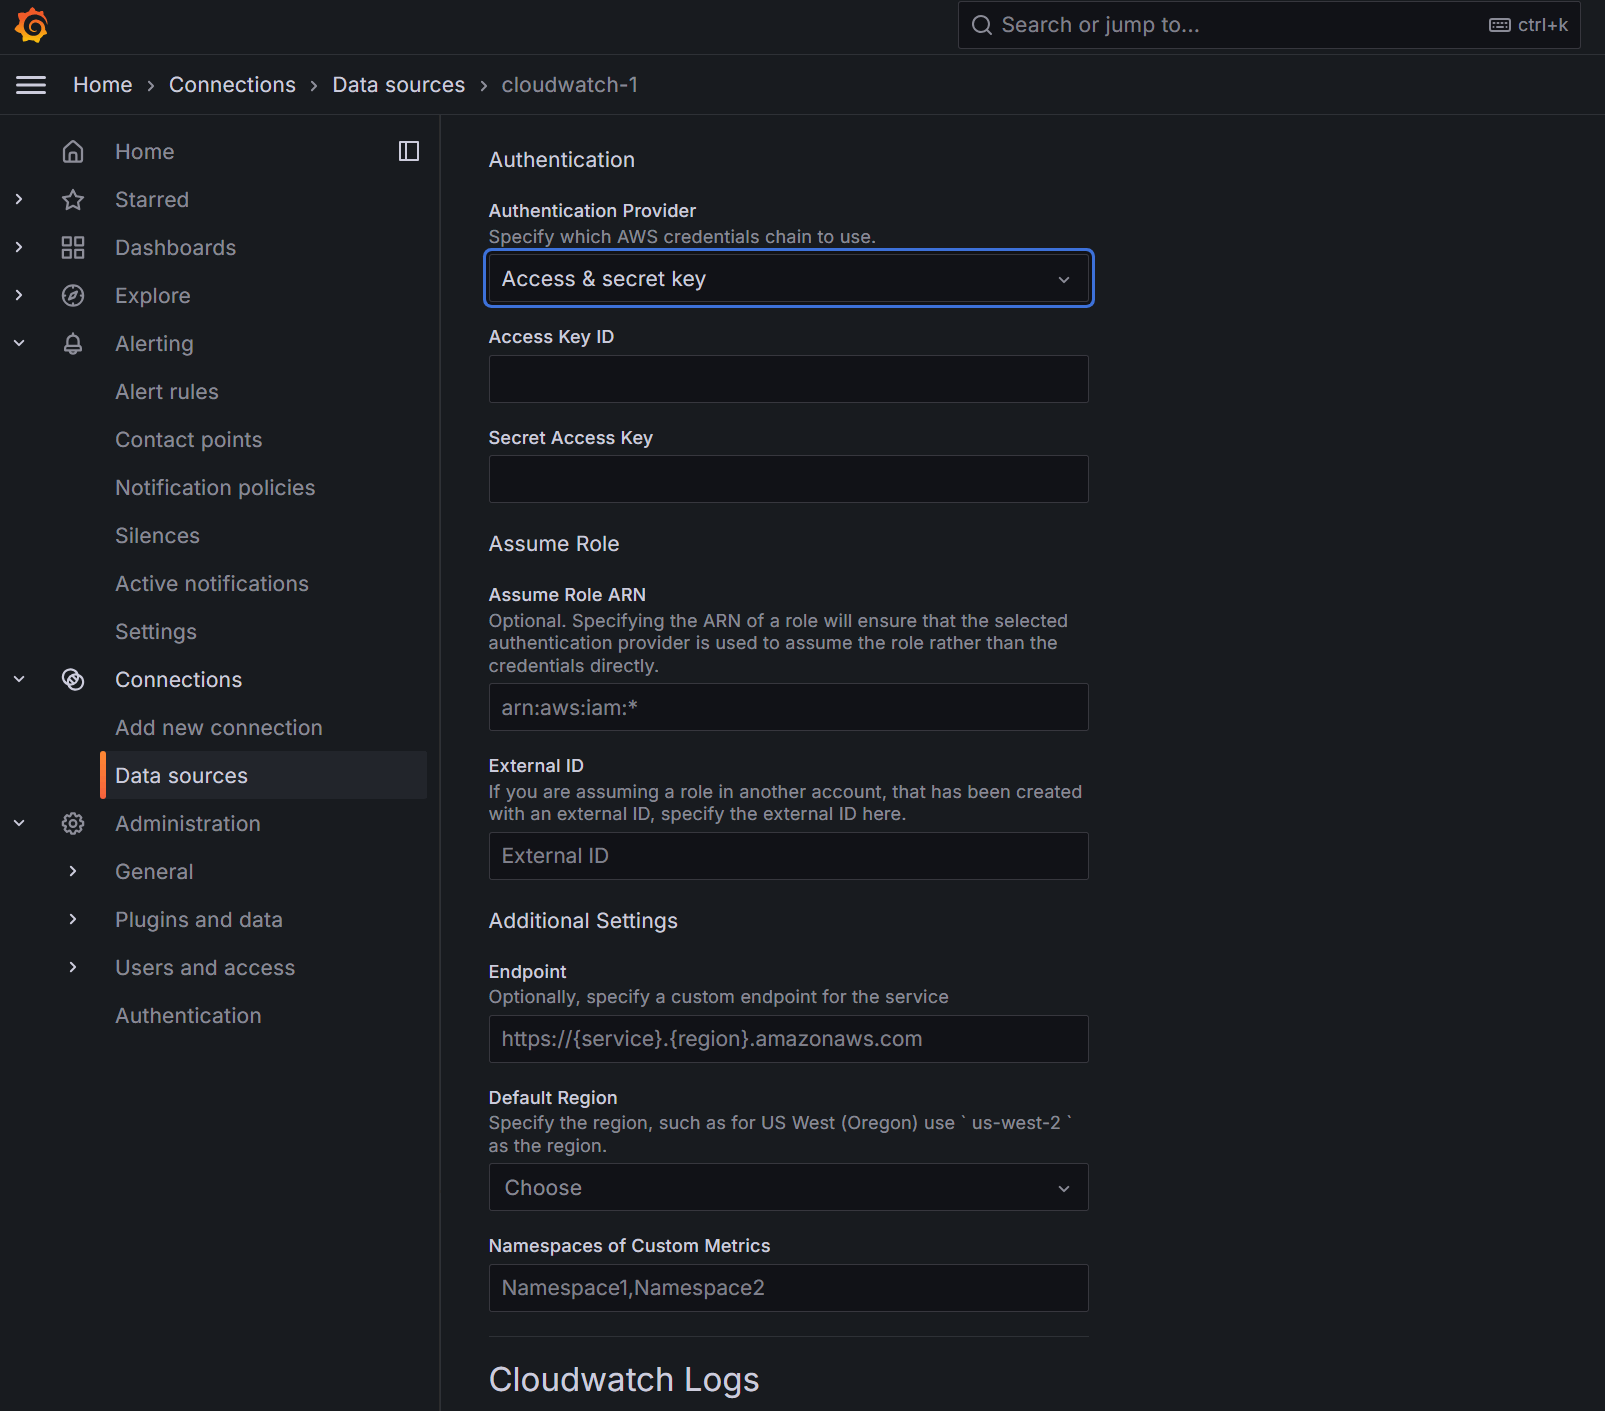 Search or jump to...
ctrl+k
Home
Connections
Data sources
cloudwatch-1
Home
Starred
Dashboards
Explore
Alerting
Alert rules
Contact points
Notification policies
Silences
Active notifications
Settings
Connections
Add new connection
Data sources
Administration
General
Plugins and data
Users and access
Authentication
Authentication
Authentication Provider
Specify which AWS credentials chain to use.
Access & secret key
Access Key ID
Secret Access Key
Assume Role
Assume Role ARN
Optional. Specifying the ARN of a role will ensure that the selected
authentication provider is used to assume the role rather than the
credentials directly.
arn:aws:iam:*
External ID
If you are assuming a role in another account, that has been created
with an external ID, specify the external ID here.
External ID
Additional Settings
Endpoint
Optionally, specify a custom endpoint for the service
https://{service}.{region}.amazonaws.com
Default Region
Specify the region, such as for US West (Oregon) use ` us-west-2 `
as the region.
Choose
Namespaces of Custom Metrics
Namespace1,Namespace2
Cloudwatch Logs